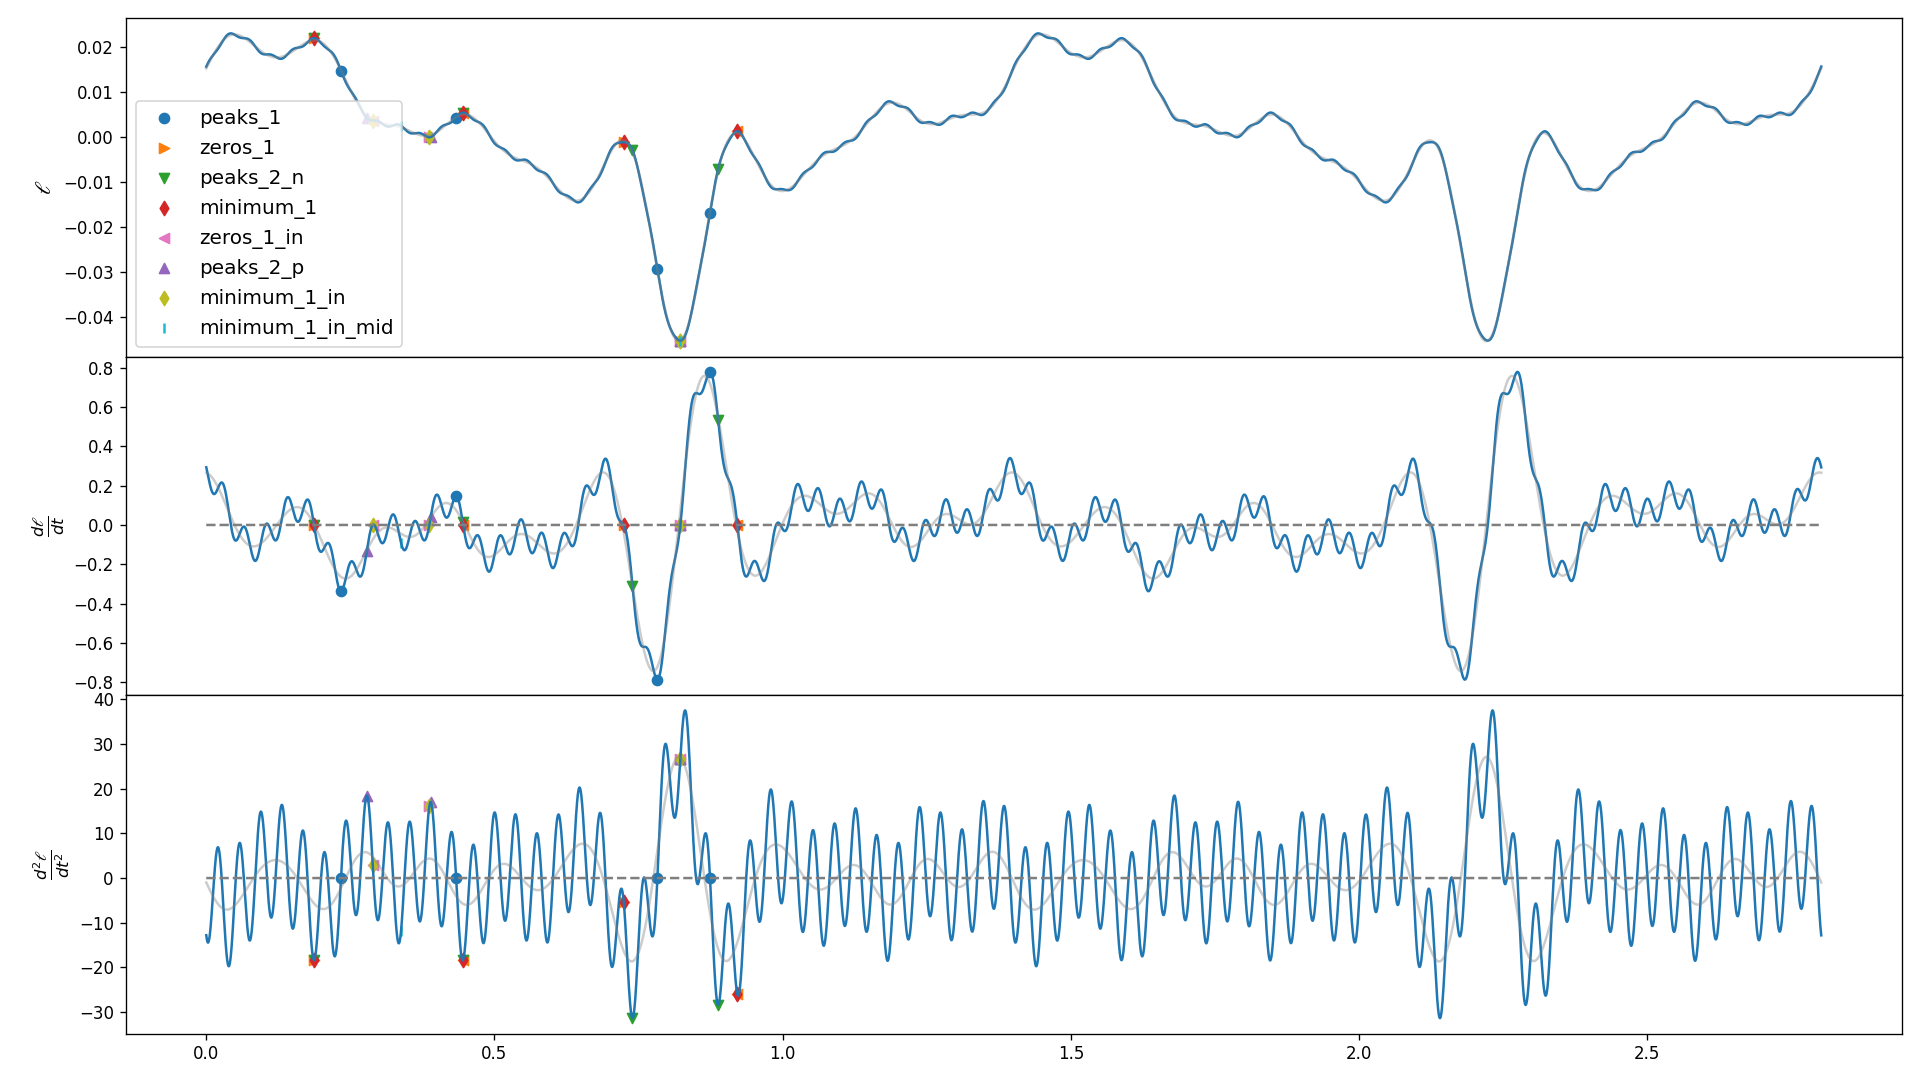 0.02
0.01
0.00
−0.01
−0.02
−0.03
−0.04
ℓ
peaks_1
zeros_1
peaks_2_n
minimum_1
zeros_1_in
peaks_2_p
minimum_1_in
minimum_1_in_mid
0.8
0.6
0.4
0.2
0.0
−0.2
−0.4
−0.6
−0.8
dℓ
dt
40
30
20
10
0
−10
−20
−30
d²ℓ
dt²
0.0 0.5 1.0 1.5 2.0 2.5